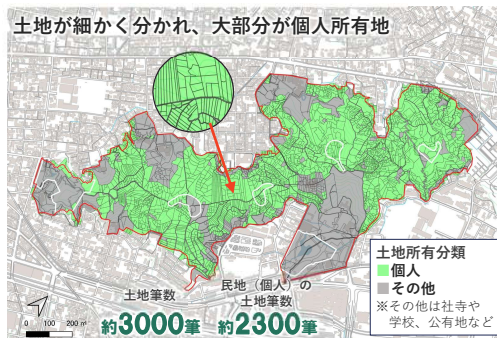 土地が細かく分かれ、大部分が個人所有地
土地所有分類
個人
その他
※その他は社寺や
学校、公有地など
土地筆数
約3000筆
民地（個人）の
土地筆数
約2300筆
0 100 200 m